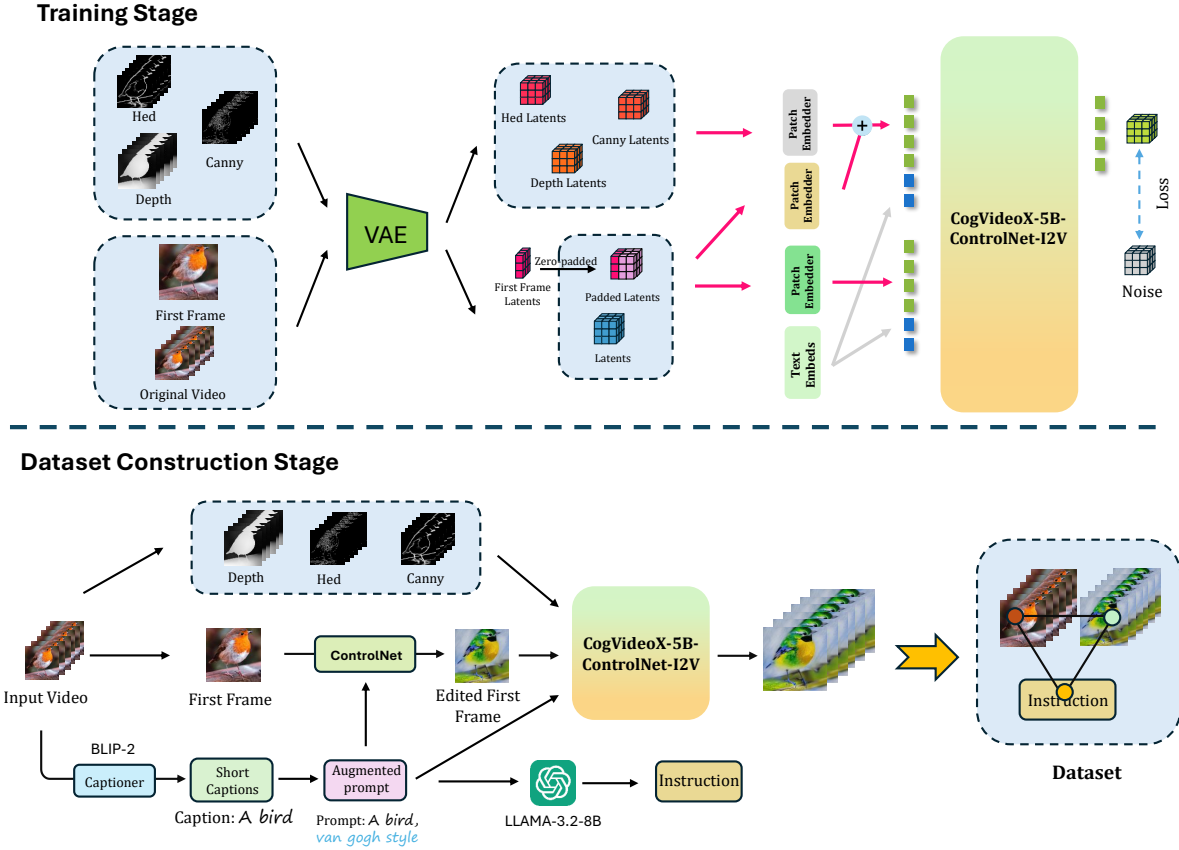 Training Stage
Hed
Canny
Depth
First Frame
Original Video
VAE
Hed Latents
Canny Latents
Depth Latents
First Frame
Latents
Zero-padded
Padded Latents
Latents
Patch
Embedder
Patch
Embedder
Patch
Embedder
Text
Embeds
+
CogVideoX-5B-
ControlNet-I2V
Loss
Noise
Dataset Construction Stage
Depth
Hed
Canny
Input Video
First Frame
ControlNet
Edited First
Frame
CogVideoX-5B-
ControlNet-I2V
BLIP-2
Captioner
Short
Captions
Caption: A bird
Augmented
prompt
Prompt: A bird,
van gogh style
LLAMA-3.2-8B
Instruction
Instruction
Dataset